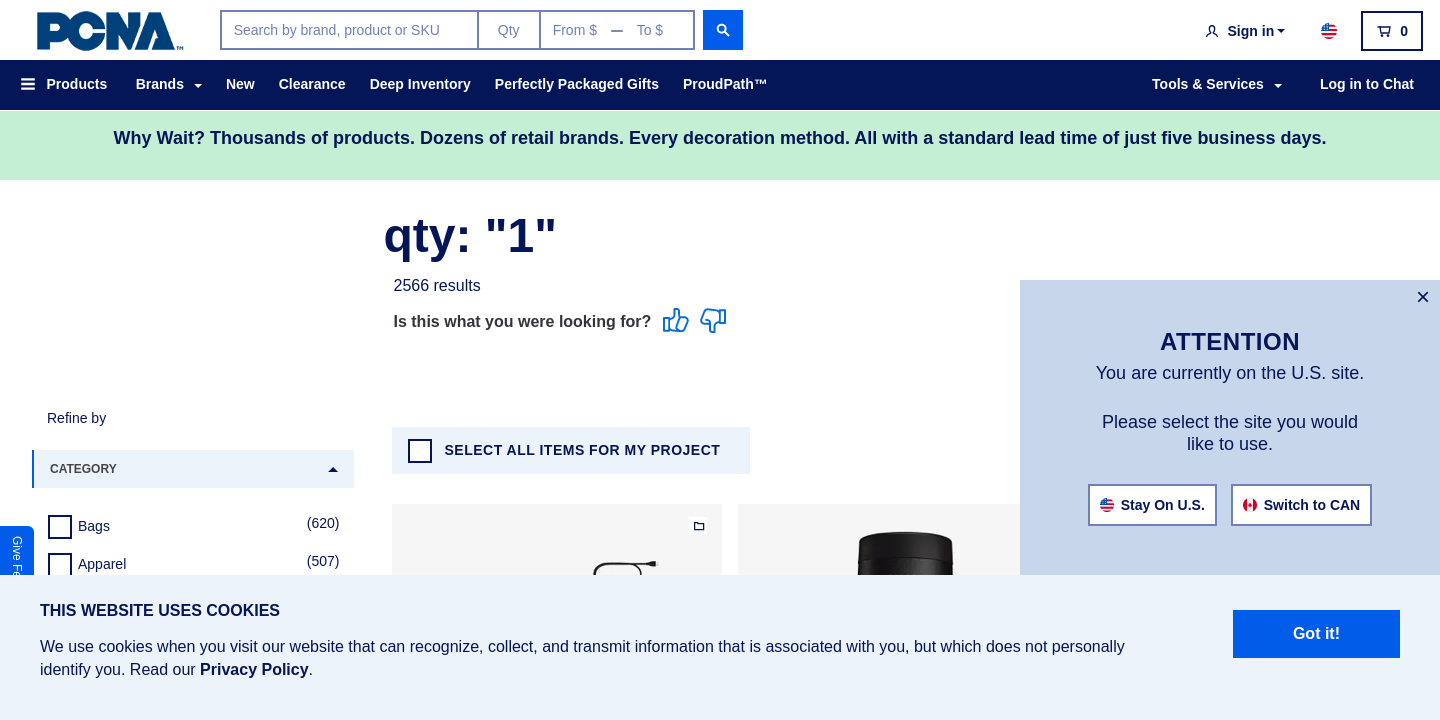 PCNA™
Search by brand, product or SKU
Qty
From $ — To $
Sign in
0
Products
Brands
New
Clearance
Deep Inventory
Perfectly Packaged Gifts
ProudPath™
Tools & Services
Log in to Chat
Why Wait? Thousands of products. Dozens of retail brands. Every decoration method. All with a standard lead time of just five business days.
qty: "1"
2566 results
Is this what you were looking for?
×
ATTENTION
You are currently on the U.S. site.
Please select the site you would
like to use.
Stay On U.S.
Switch to CAN
Refine by
SELECT ALL ITEMS FOR MY PROJECT
CATEGORY
Bags (620)
Apparel (507)
Give
THIS WEBSITE USES COOKIES
We use cookies when you visit our website that can recognize, collect, and transmit information that is associated with you, but which does not personally
identify you. Read our Privacy Policy.
Got it!